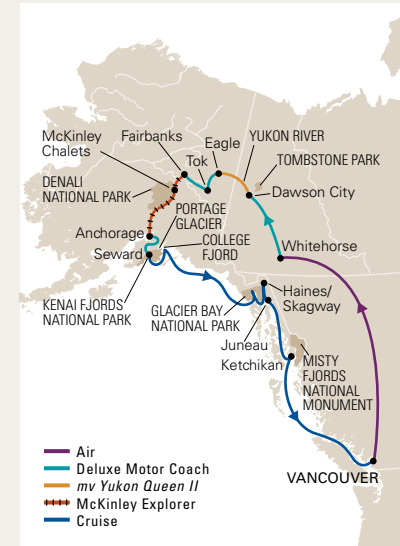 McKinley
Chalets
Fairbanks
Tok
Eagle
YUKON RIVER
TOMBSTONE PARK
Dawson City
DENALI
NATIONAL PARK
PORTAGE
GLACIER
Anchorage
COLLEGE
FJORD
Seward
Whitehorse
KENAI FJORDS
NATIONAL PARK
GLACIER BAY
NATIONAL PARK
Haines/
Skagway
Juneau
Ketchikan
MISTY
FJORDS
NATIONAL
MONUMENT
VANCOUVER
Air
Deluxe Motor Coach
mv Yukon Queen II
McKinley Explorer
Cruise